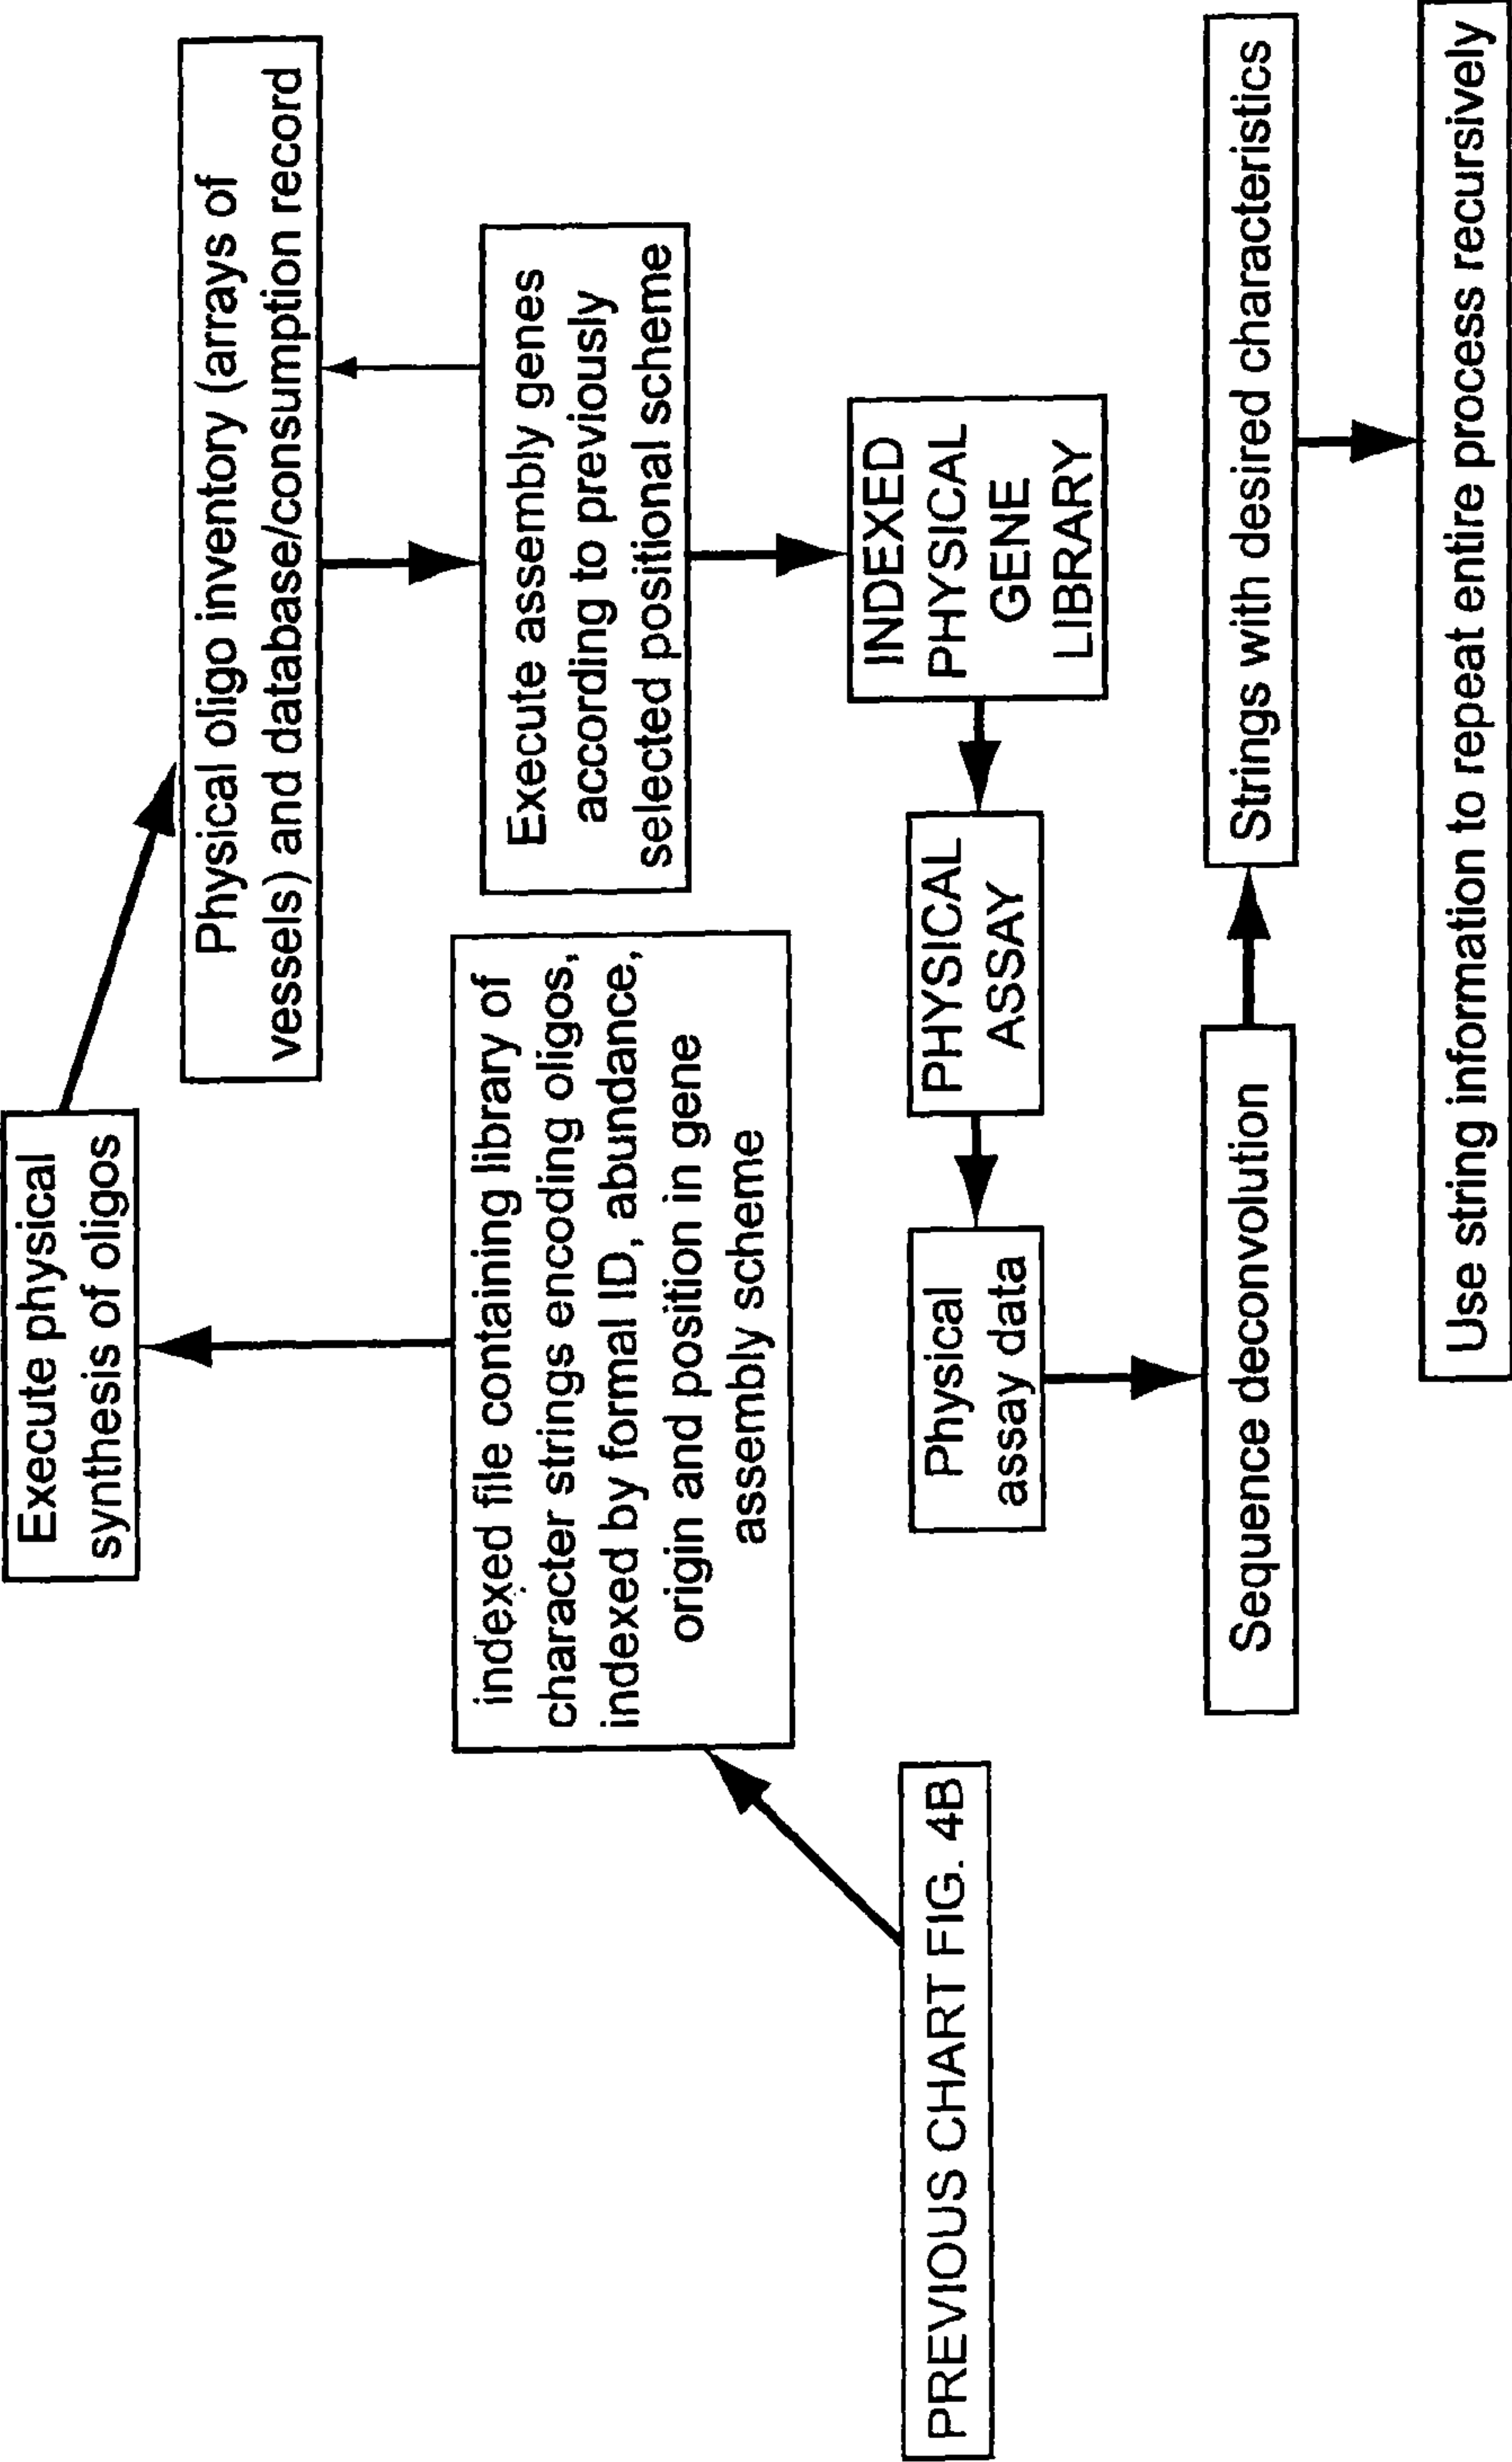 Execute physical
synthesis of oligos
Physical oligo inventory (arrays of
vessels) and database/consumption record
indexed file containing library of
character strings encoding oligos,
indexed by formal ID, abundance,
origin and position in gene
assembly scheme
Execute assembly genes
according to previously
selected positional scheme
PREVIOUS CHART FIG. 4B
INDEXED
PHYSICAL
GENE
LIBRARY
PHYSICAL
ASSAY
Physical
assay data
Sequence deconvolution
Strings with desired characteristics
Use string information to repeat entire process recursively